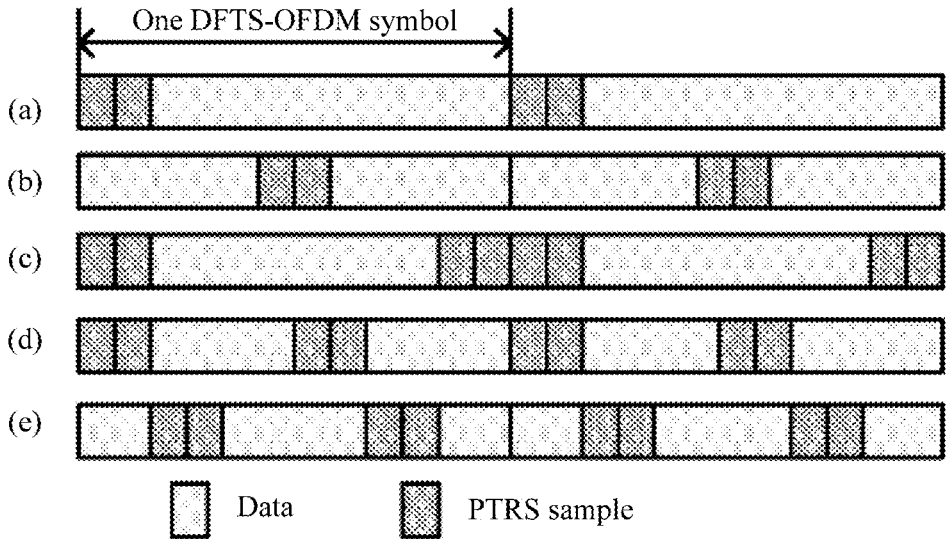 One DFTS-OFDM symbol
(a)
(b)
(c)
(d)
(e)
Data
PTRS sample